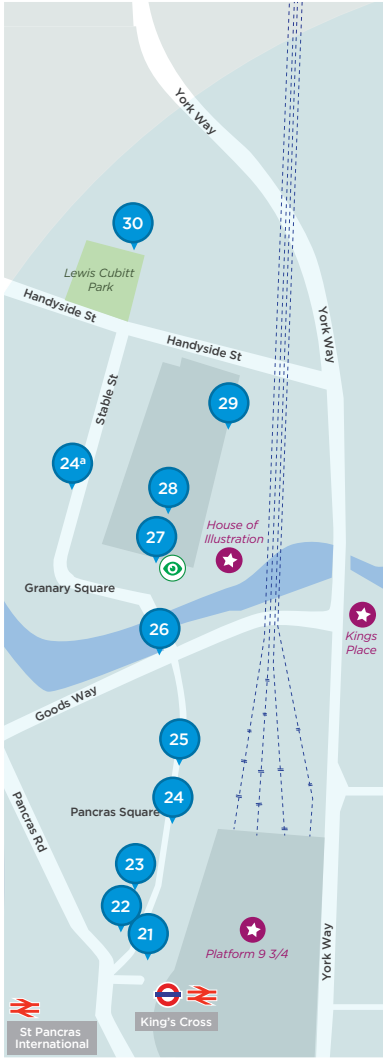 York Way
30
Lewis Cubitt
Park
Handyside St
York Way
Handyside St
Stable St
29
24a
28
27
House of
Illustration
Granary Square
26
Kings
Place
Goods Way
25
24
Pancras Square
Pancras Rd
23
22
21
Platform 9 3/4
York Way
King's Cross
St Pancras
International